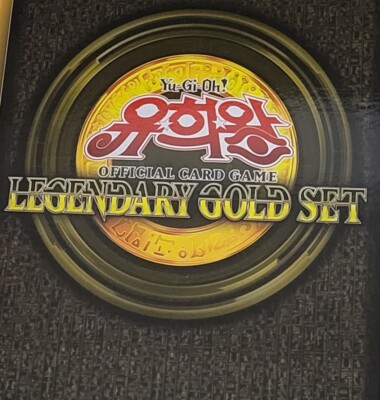 Yu-Gi-Oh!
유희왕
OFFICIAL CARD GAME
LEGENDARY GOLD SET